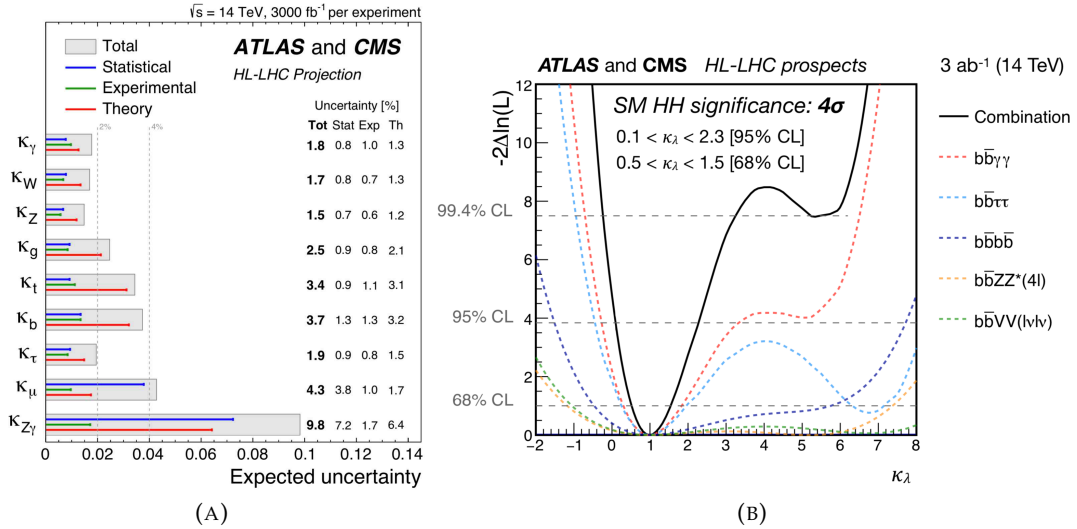 √s = 14 TeV, 3000 fb⁻¹ per experiment
Total
Statistical
Experimental
Theory
ATLAS and CMS
HL-LHC Projection
Uncertainty [%]
Tot Stat Exp Th
2% 4%
κγ 1.8 0.8 1.0 1.3
κW 1.7 0.8 0.7 1.3
κZ 1.5 0.7 0.6 1.2
κg 2.5 0.9 0.8 2.1
κt 3.4 0.9 1.1 3.1
κb 3.7 1.3 1.3 3.2
κτ 1.9 0.9 0.8 1.5
κμ 4.3 3.8 1.0 1.7
κZγ 9.8 7.2 1.7 6.4
0 0.02 0.04 0.06 0.08 0.1 0.12 0.14
Expected uncertainty
(A)
ATLAS and CMS HL-LHC prospects 3 ab⁻¹ (14 TeV)
-2Δln(L)
12
10
8
6
4
2
0
SM HH significance: 4σ
0.1 < κλ < 2.3 [95% CL]
0.5 < κλ < 1.5 [68% CL]
99.4% CL
95% CL
68% CL
−2 −1 0 1 2 3 4 5 6 7 8
κλ
Combination
bb̅γγ
bb̅ττ
bb̅bb̅
bb̅ZZ*(4l)
bb̅VV(lνlν)
(B)